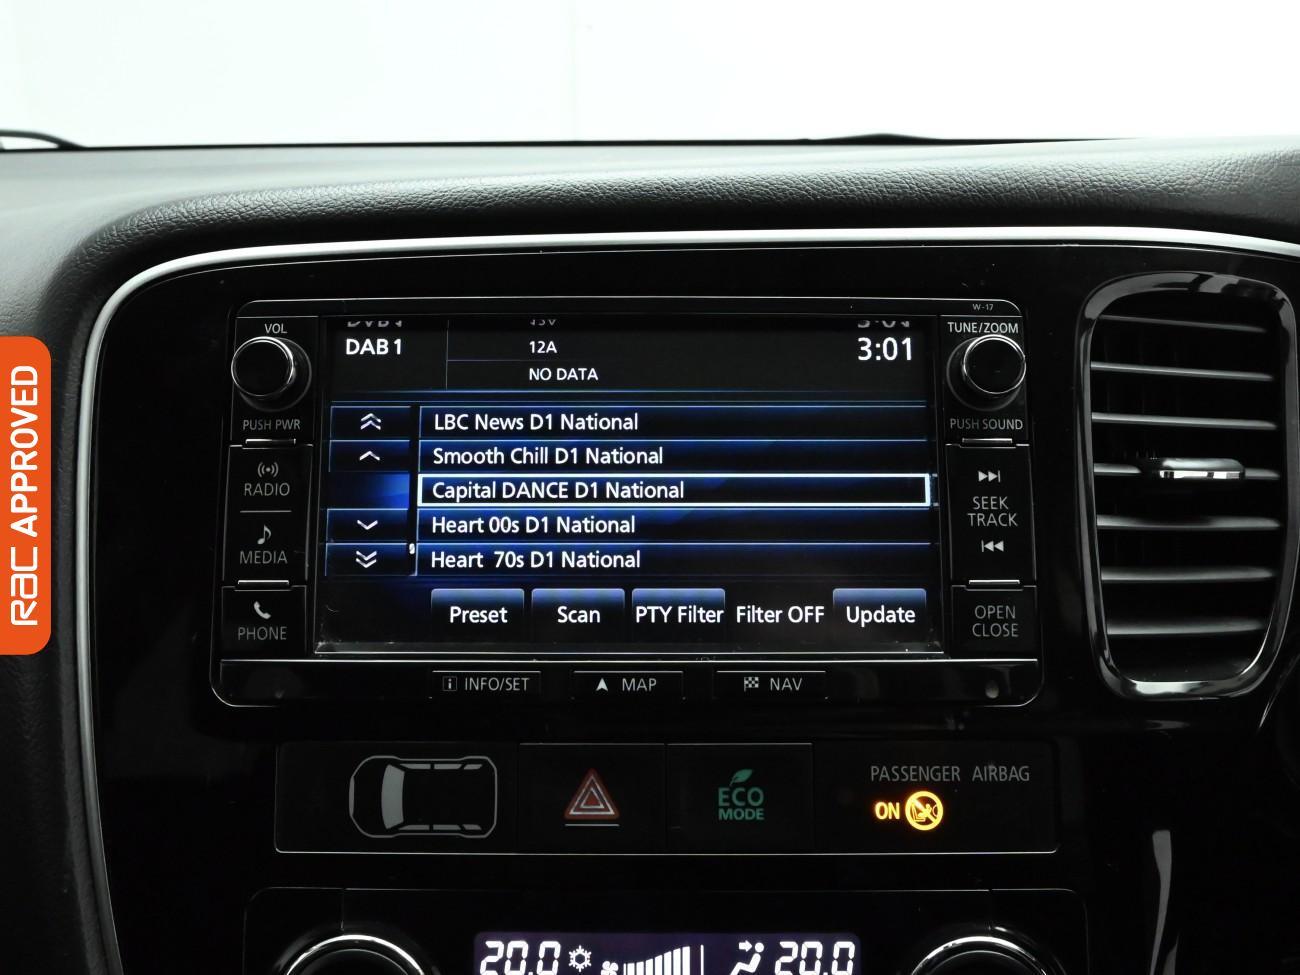 W-17
VOL
TUNE/ZOOM
DAB 1
12A
3:01
NO DATA
PUSH PWR
PUSH SOUND
LBC News D1 National
Smooth Chill D1 National
Capital DANCE D1 National
Heart 00s D1 National
Heart 70s D1 National
RADIO
MEDIA
PHONE
SEEK
TRACK
OPEN
CLOSE
Preset Scan PTY Filter Filter OFF Update
i INFO/SET MAP NAV
PASSENGER AIRBAG
ON
ECO
MODE
20.0 20.0
RAC APPROVED